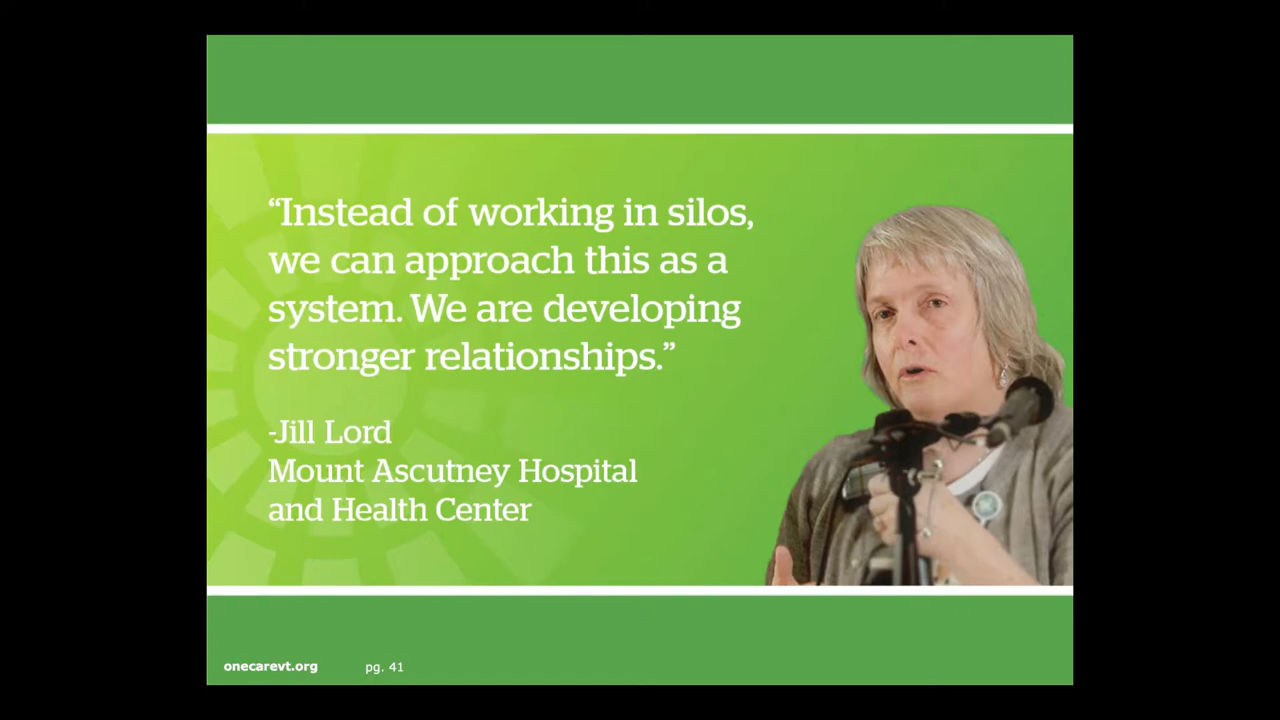 “Instead of working in silos,
we can approach this as a
system. We are developing
stronger relationships.”
-Jill Lord
Mount Ascutney Hospital
and Health Center
onecarevt.org pg. 41